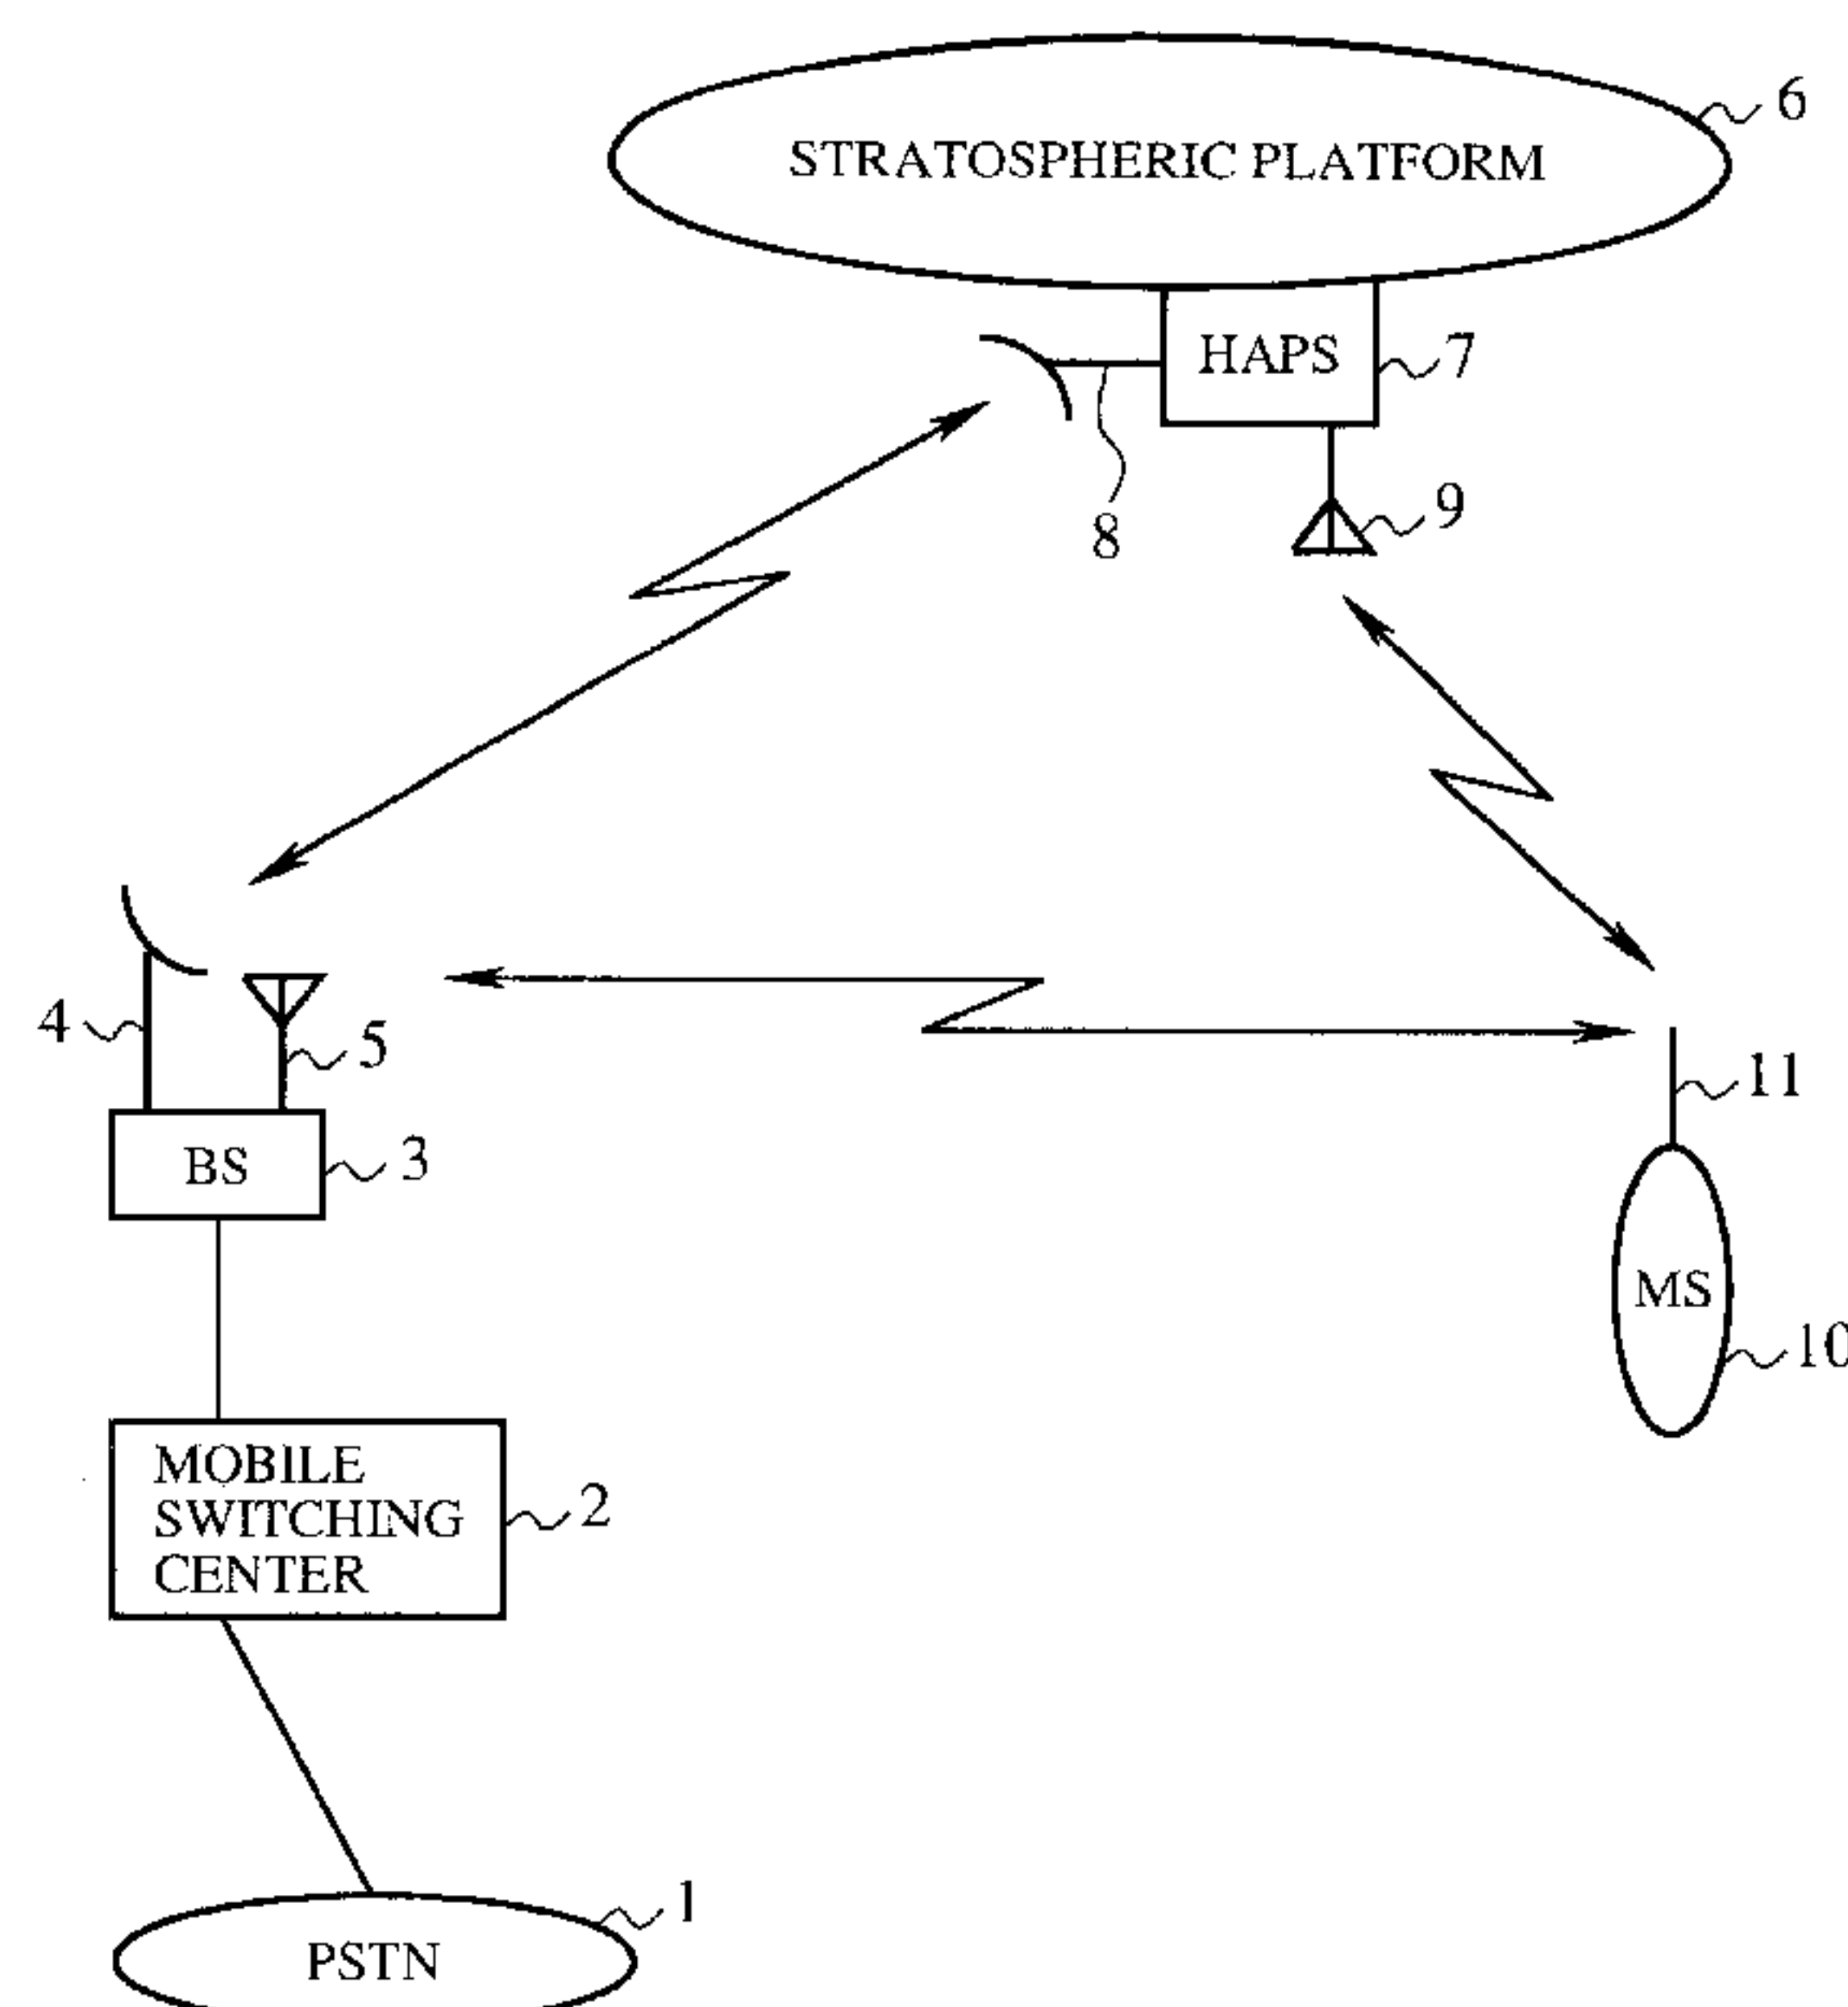 STRATOSPHERIC PLATFORM
6
HAPS
7
8
9
4
5
11
BS
3
MS
10
MOBILE
SWITCHING
CENTER
2
1
PSTN